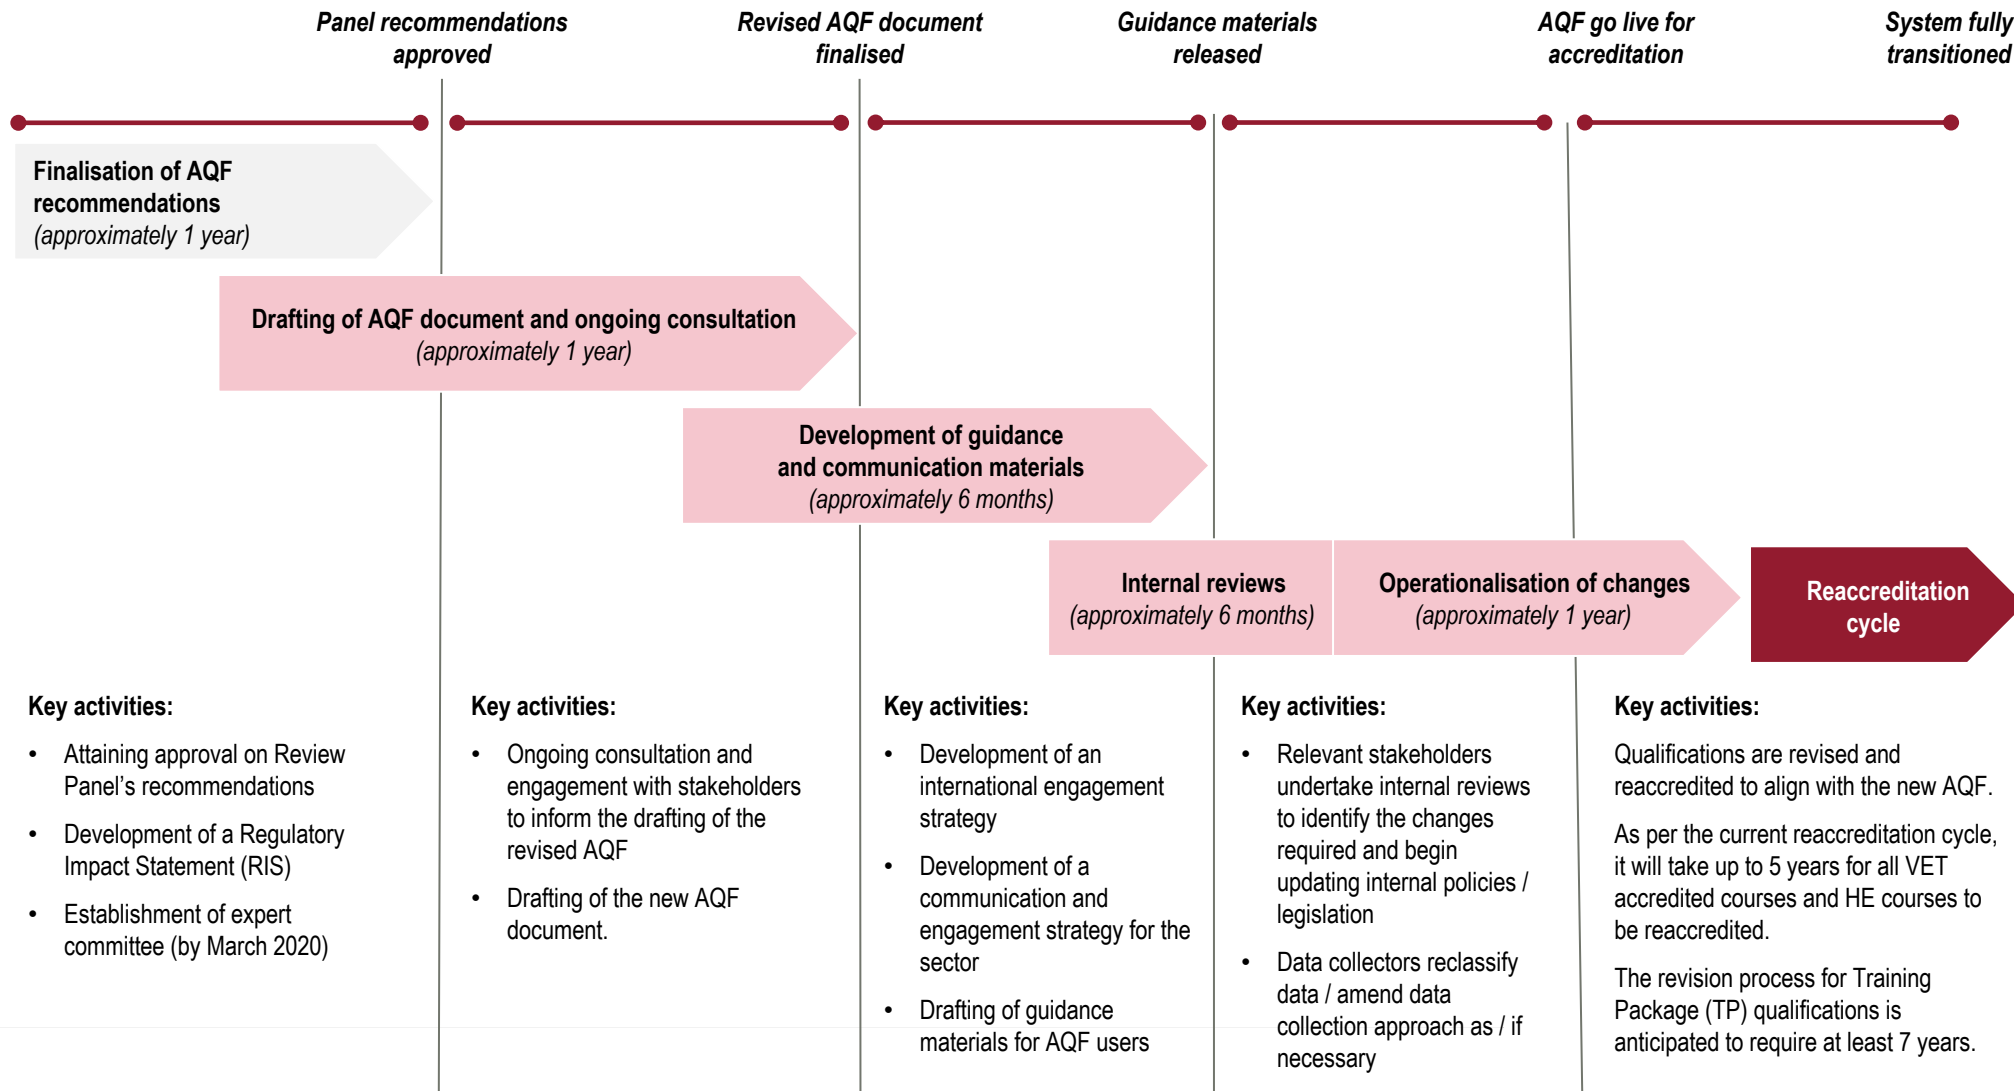 Panel recommendations
approved
Revised AQF document
finalised
Guidance materials
released
AQF go live for
accreditation
System fully
transitioned
Finalisation of AQF
recommendations
(approximately 1 year)
Drafting of AQF document and ongoing consultation
(approximately 1 year)
Development of guidance
and communication materials
(approximately 6 months)
Internal reviews
(approximately 6 months)
Operationalisation of changes
(approximately 1 year)
Reaccreditation
cycle
Key activities:
• Attaining approval on Review
Panel’s recommendations
• Development of a Regulatory
Impact Statement (RIS)
• Establishment of expert
committee (by March 2020)
Key activities:
• Ongoing consultation and
engagement with stakeholders
to inform the drafting of the
revised AQF
• Drafting of the new AQF
document.
Key activities:
• Development of an
international engagement
strategy
• Development of a
communication and
engagement strategy for the
sector
• Drafting of guidance
materials for AQF users
Key activities:
• Relevant stakeholders
undertake internal reviews
to identify the changes
required and begin
updating internal policies /
legislation
• Data collectors reclassify
data / amend data
collection approach as / if
necessary
Key activities:
Qualifications are revised and
reaccredited to align with the new AQF.
As per the current reaccreditation cycle,
it will take up to 5 years for all VET
accredited courses and HE courses to
be reaccredited.
The revision process for Training
Package (TP) qualifications is
anticipated to require at least 7 years.